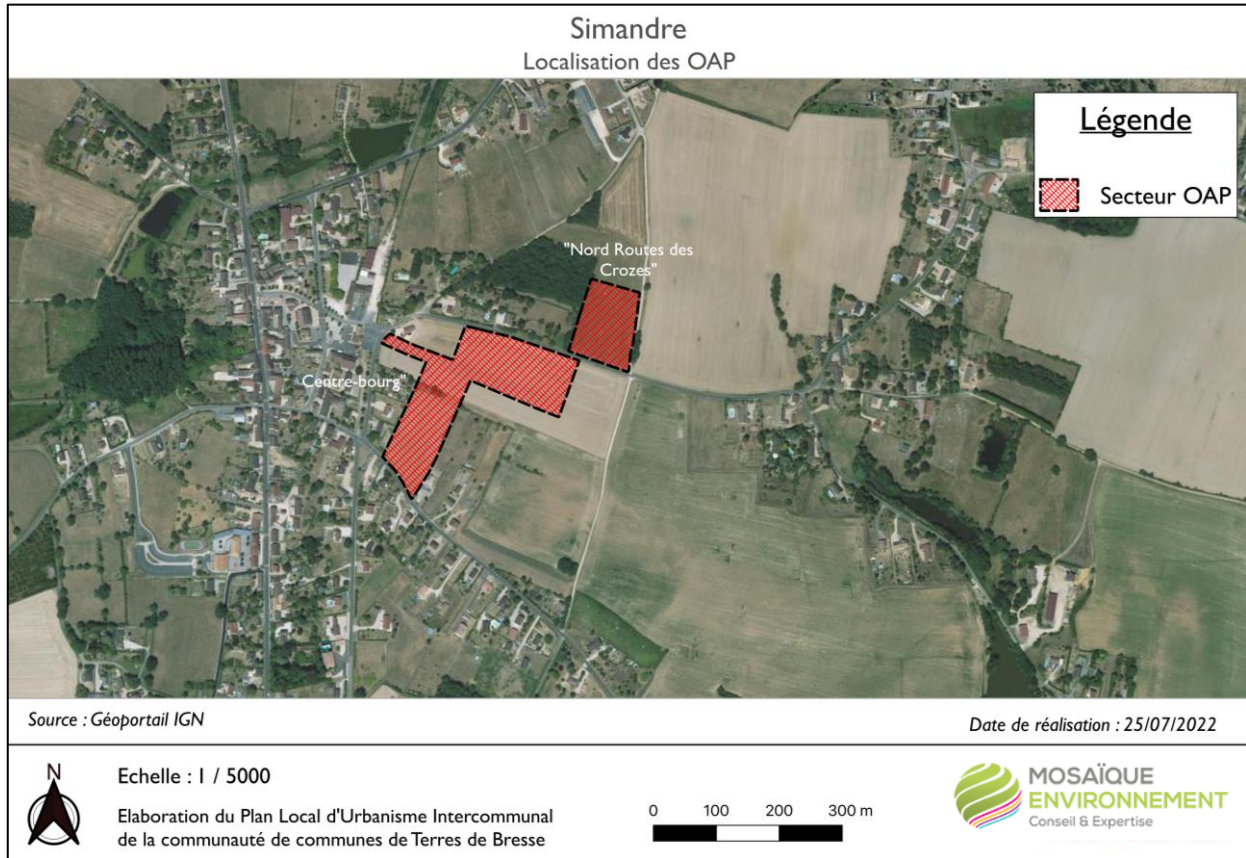 Simandre
Localisation des OAP
Légende
Secteur OAP
"Nord Routes des
Crozes"
Centre-bourg"
Source : Géoportail IGN
Date de réalisation : 25/07/2022
N
Echelle : 1 / 5000
Elaboration du Plan Local d'Urbanisme Intercommunal
de la communauté de communes de Terres de Bresse
0 100 200 300 m
MOSAÏQUE
ENVIRONNEMENT
Conseil & Expertise